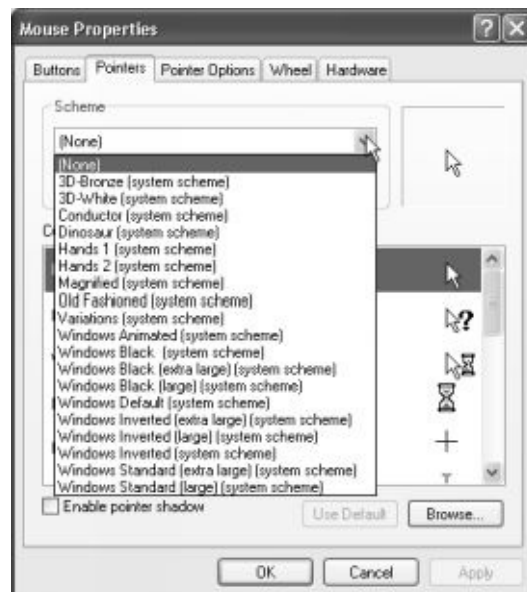 Mouse Properties
Buttons Pointers Pointer Options Wheel Hardware
Scheme
(None)
(None)
3D-Bronze (system scheme)
3D-White (system scheme)
Conductor (system scheme)
Dinosaur (system scheme)
Hands 1 (system scheme)
Hands 2 (system scheme)
Magnified (system scheme)
Old Fashioned (system scheme)
Variations (system scheme)
Windows Animated (system scheme)
Windows Black (system scheme)
Windows Black (extra large) (system scheme)
Windows Black (large) (system scheme)
Windows Default (system scheme)
Windows Inverted (extra large) (system scheme)
Windows Inverted (large) (system scheme)
Windows Inverted (system scheme)
Windows Standard (extra large) (system scheme)
Windows Standard (large) (system scheme)
Enable pointer shadow
Use Default Browse...
OK Cancel Apply